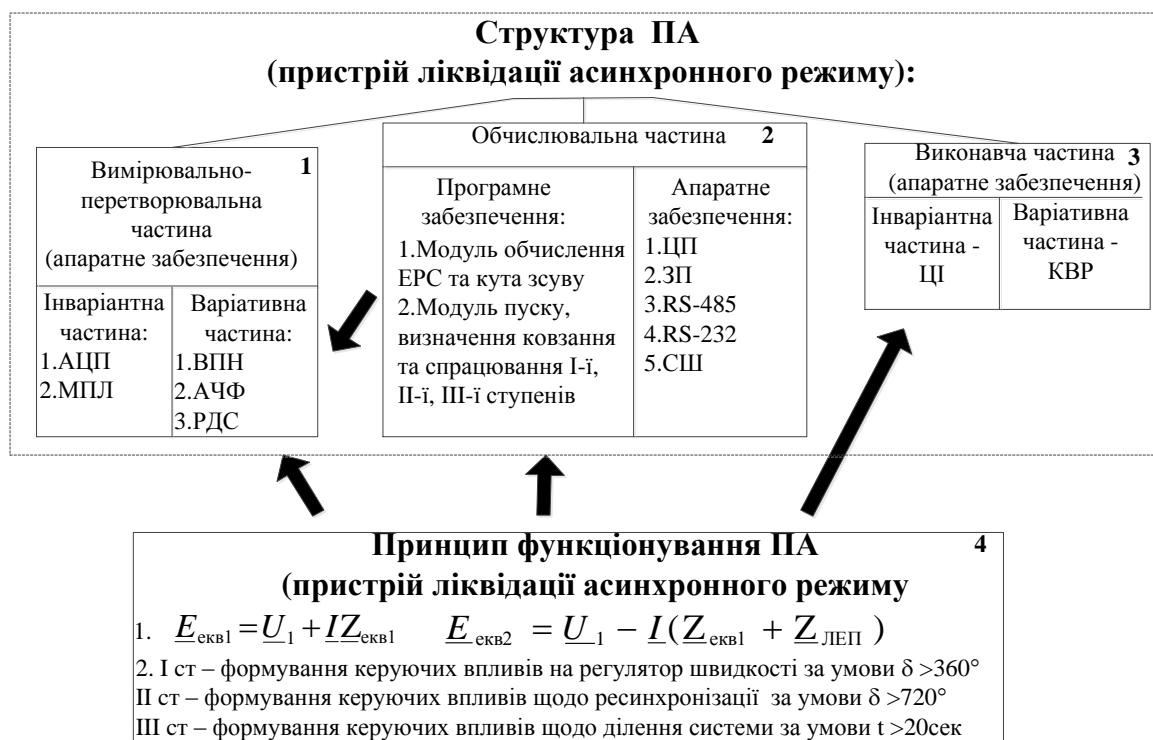 Структура ПА
(пристрій ліквідації асинхронного режиму):
1
Вимірювально-
перетворювальна
частина
(апаратне забезпечення)
Інваріантна
частина:
1.АЦП
2.МПЛ
Варіативна
частина:
1.ВПН
2.АЧФ
3.РДС
Обчислювальна частина 2
Програмне
забезпечення:
1.Модуль обчислення
ЕРС та кута зсуву
2.Модуль пуску,
визначення ковзання
та спрацювання І-ї,
ІІ-ї, ІІІ-ї ступенів
Апаратне
забезпечення:
1.ЦП
2.ЗП
3.RS-485
4.RS-232
5.СШ
Виконавча частина 3
(апаратне забезпечення)
Інваріантна
частина -
ЦІ
Варіативна
частина -
КВР
Принцип функціонування ПА 4
(пристрій ліквідації асинхронного режиму
1. E екв1 = U 1 + I Z екв1 E екв2 = U 1 − I ( Z екв1 + Z ЛЕП )
2. І ст – формування керуючих впливів на регулятор швидкості за умови δ >360°
ІІ ст – формування керуючих впливів щодо ресинхронізації за умови δ >720°
ІІІ ст – формування керуючих впливів щодо ділення системи за умови t >20сек